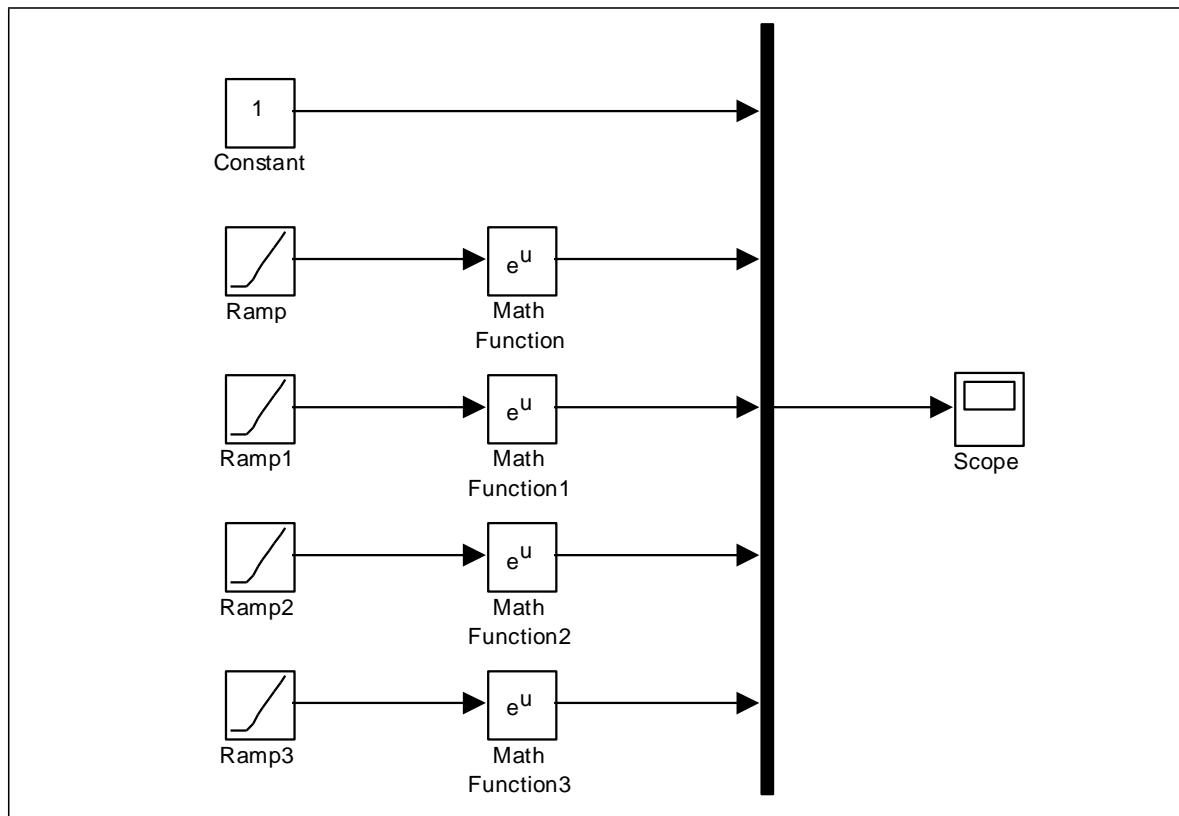 1
Constant
Ramp
e^u
Math
Function
Ramp1
e^u
Math
Function1
Scope
Ramp2
e^u
Math
Function2
Ramp3
e^u
Math
Function3